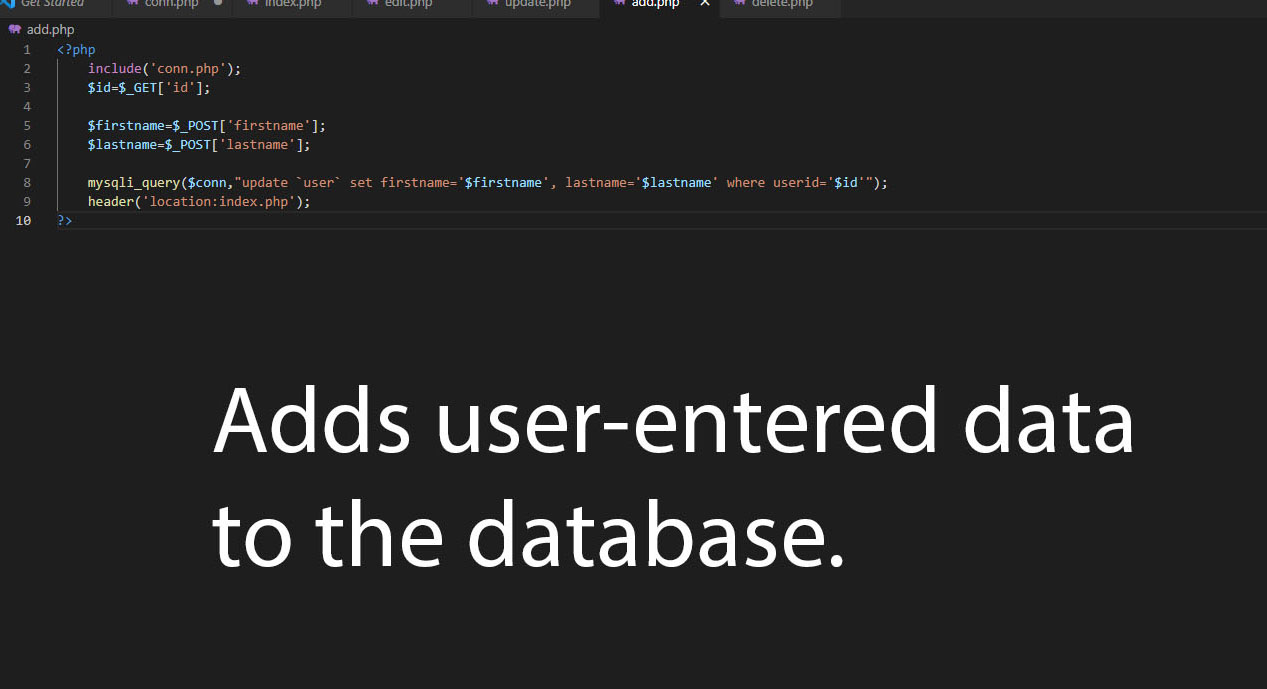 Get Started conn.php index.php edit.php update.php add.php delete.php
add.php
1 <?php
2 include('conn.php');
3 $id=$_GET['id'];
4
5 $firstname=$_POST['firstname'];
6 $lastname=$_POST['lastname'];
7
8 mysqli_query($conn,"update `user` set firstname='$firstname', lastname='$lastname' where userid='$id'");
9 header('location:index.php');
10 ?>
Adds user-entered data
to the database.